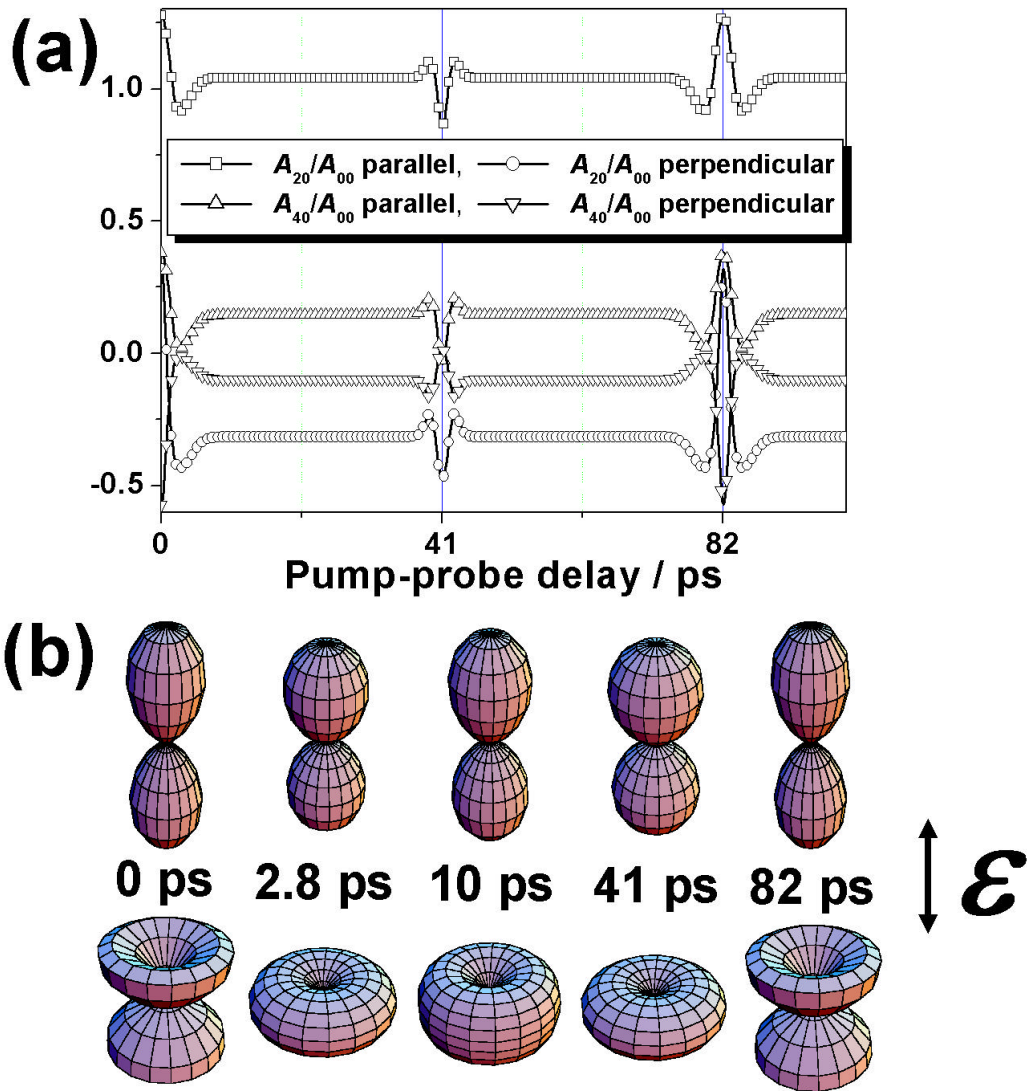 (a)
1.0
0.5
0.0
-0.5
A20/A00 parallel, A20/A00 perpendicular
A40/A00 parallel, A40/A00 perpendicular
0 41 82
Pump-probe delay / ps
(b)
0 ps 2.8 ps 10 ps 41 ps 82 ps
ε